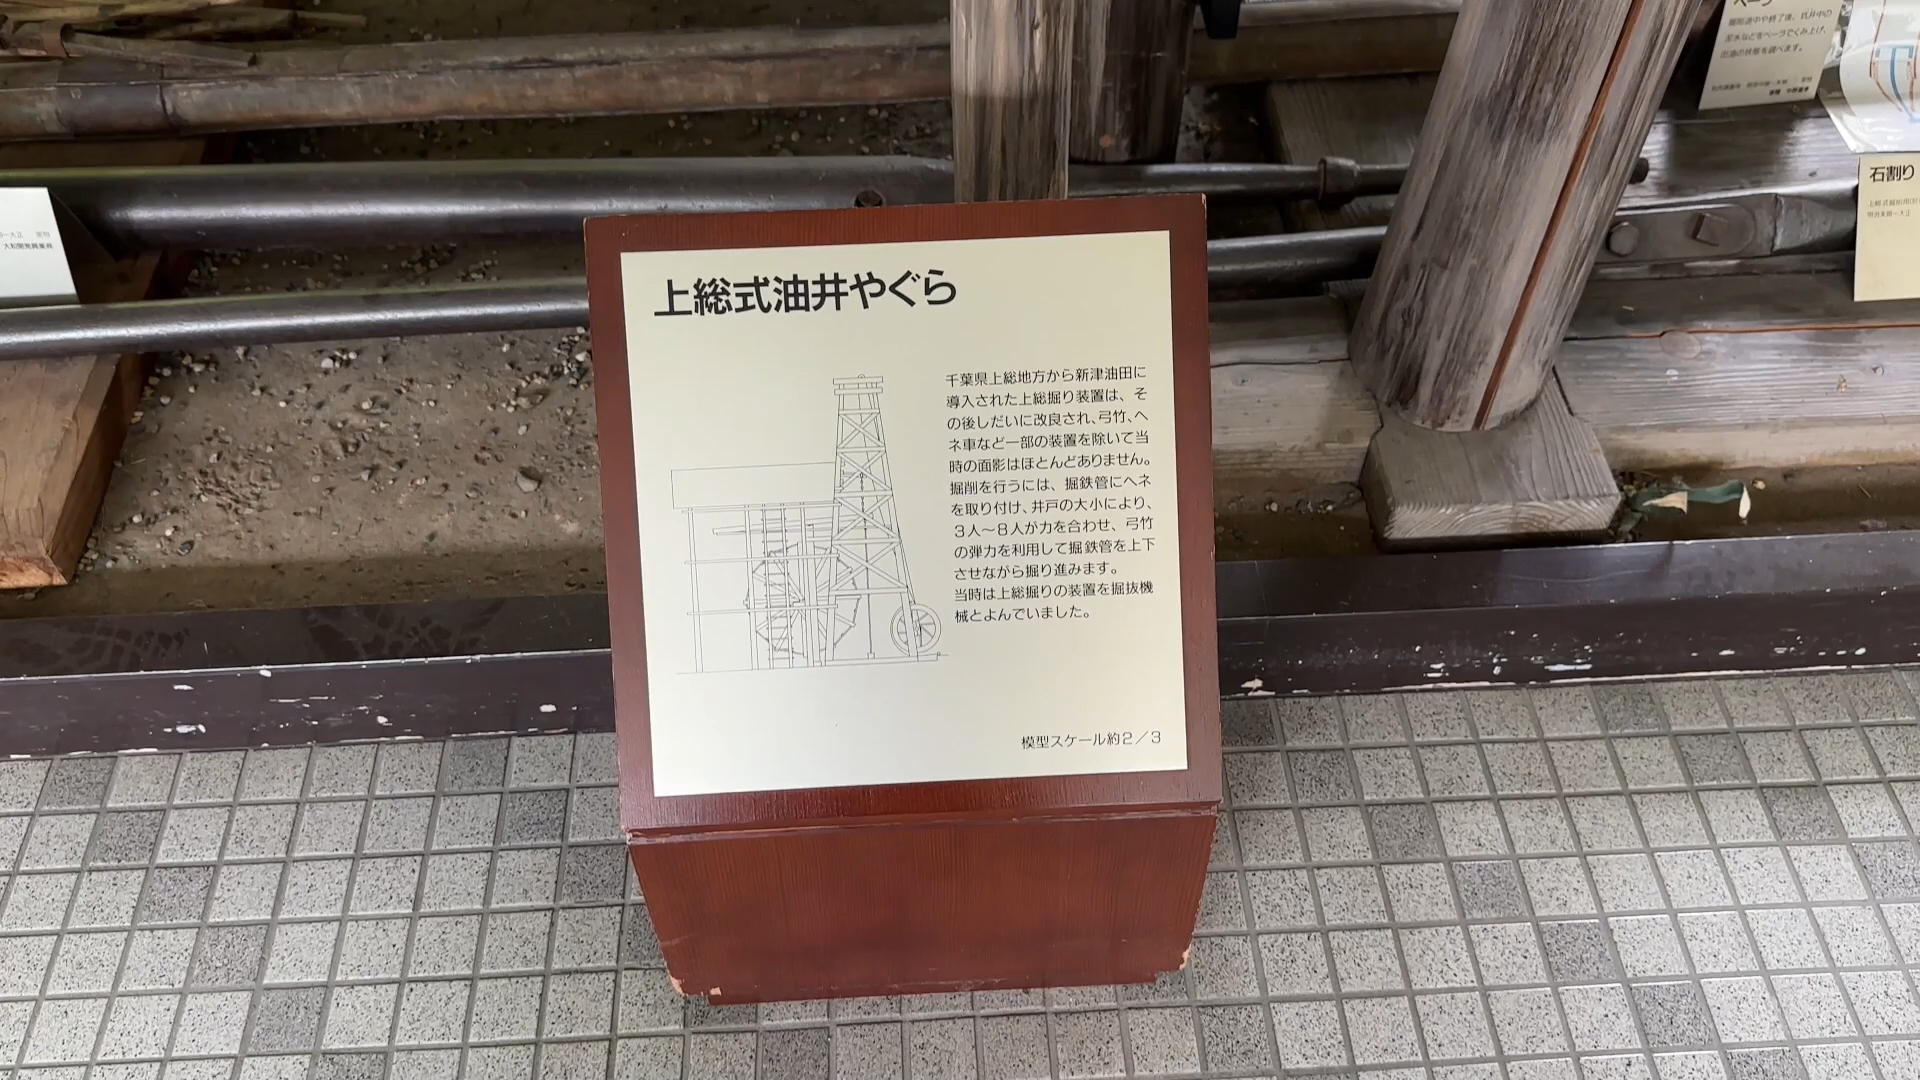 上総式油井やぐら
千葉県上総地方から新津油田に
導入された上総掘り装置は、そ
の後しだいに改良され、弓竹、ヘ
ネ車など一部の装置を除いて当
時の面影はほとんどありません。
掘削を行うには、掘鉄管にヘネ
を取り付け、井戸の大小により、
3人〜8人が力を合わせ、弓竹
の弾力を利用して掘鉄管を上下
させながら掘り進みます。
当時は上総掘りの装置を掘抜機
械とよんでいました。
模型スケール約2/3
石割り